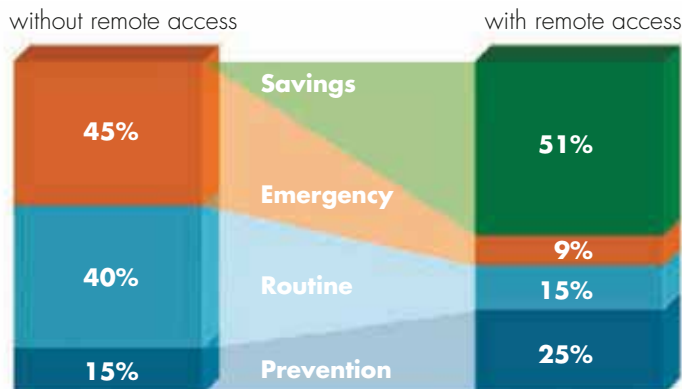 without remote access
with remote access
Savings
45%
51%
Emergency
9%
40%
Routine
15%
15%
Prevention
25%